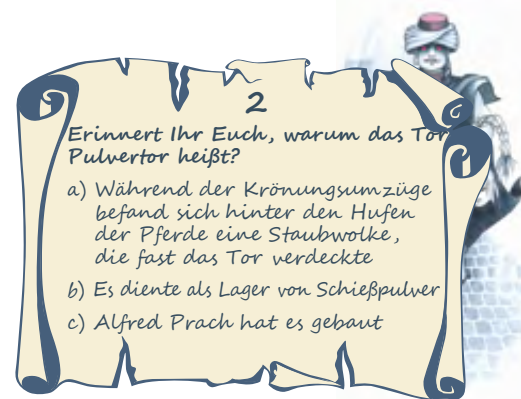 2
Erinnert Ihr Euch, warum das Tor
Pulvertor heißt?
a) Während der Krönungsumzüge
befand sich hinter den Hufen
der Pferde eine Staubwolke,
die fast das Tor verdeckte
b) Es diente als Lager von Schießpulver
c) Alfred Prach hat es gebaut